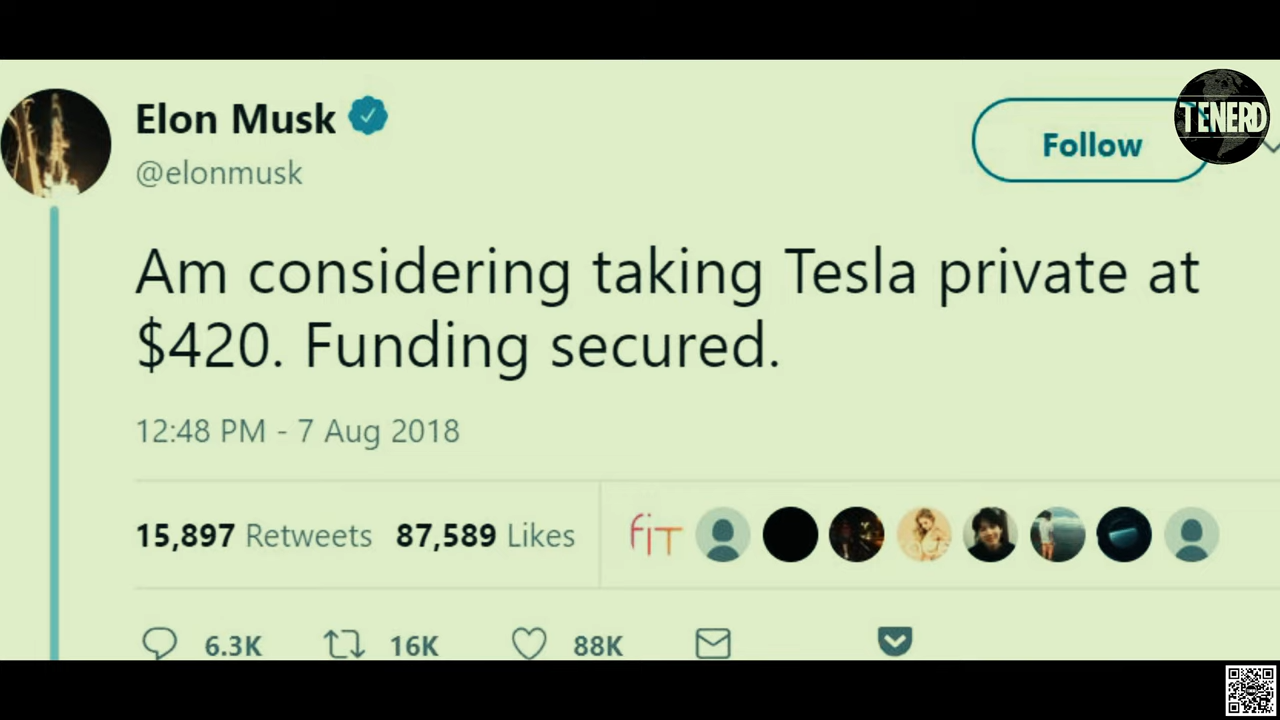 Elon Musk
@elonmusk
Follow
TENERD
Am considering taking Tesla private at
$420. Funding secured.
12:48 PM - 7 Aug 2018
15,897 Retweets 87,589 Likes
fiT
6.3K 16K 88K